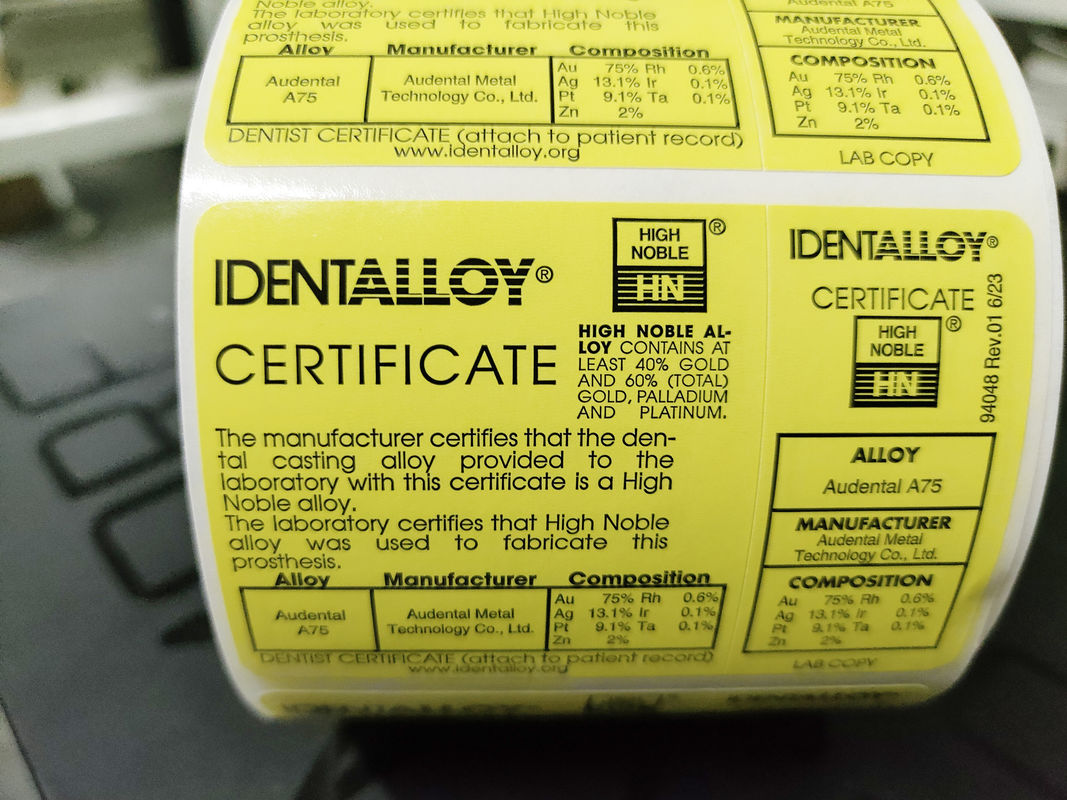 Noble alloy.
The laboratory certifies that High Noble
alloy was used to fabricate this
prosthesis.
Alloy Manufacturer Composition
Audental A75
Audental Metal Technology Co., Ltd.
Au 75% Rh 0.6%
Ag 13.1% Ir 0.1%
Pt 9.1% Ta 0.1%
Zn 2%
DENTIST CERTIFICATE (attach to patient record)
www.identalloy.org
Audental A75
MANUFACTURER
Audental Metal
Technology Co., Ltd.
COMPOSITION
Au 75% Rh 0.6%
Ag 13.1% Ir 0.1%
Pt 9.1% Ta 0.1%
Zn 2%
LAB COPY
IDENTALLOY®
CERTIFICATE
HIGH
NOBLE
HN
®
HIGH NOBLE AL-
LOY CONTAINS AT
LEAST 40% GOLD
AND 60% (TOTAL)
GOLD, PALLADIUM
AND PLATINUM.
The manufacturer certifies that the den-
tal casting alloy provided to the
laboratory with this certificate is a High
Noble alloy.
The laboratory certifies that High Noble
alloy was used to fabricate this
prosthesis.
Alloy Manufacturer Composition
Audental
A75
Audental Metal
Technology Co., Ltd.
Au 75% Rh 0.6%
Ag 13.1% Ir 0.1%
Pt 9.1% Ta 0.1%
Zn 2%
DENTIST CERTIFICATE (attach to patient record)
www.identalloy.org
IDENTALLOY®
CERTIFICATE
HIGH
NOBLE
HN
®
94048 Rev.01 6/23
ALLOY
Audental A75
MANUFACTURER
Audental Metal
Technology Co., Ltd.
COMPOSITION
Au 75% Rh 0.6%
Ag 13.1% Ir 0.1%
Pt 9.1% Ta 0.1%
Zn 2%
LAB COPY